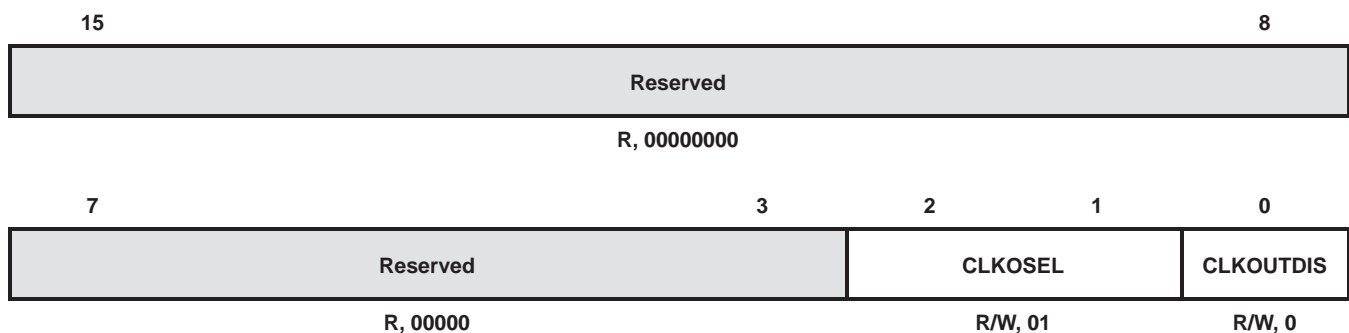 15 8
Reserved
R, 00000000
7 3 2 1 0
Reserved CLKOSEL CLKOUTDIS
R, 00000 R/W, 01 R/W, 0